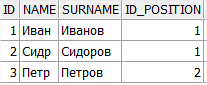 ID NAME SURNAME ID_POSITION
1 Иван Иванов 1
2 Сидр Сидоров 1
3 Петр Петров 2